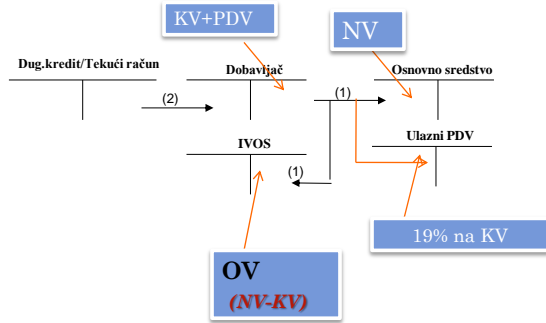 KV+PDV
NV
Dug.kredit/Tekući račun
Dobavljač
Osnovno sredstvo
(2)
(1)
IVOS
Ulazni PDV
(1)
19% na KV
OV
(NV-KV)